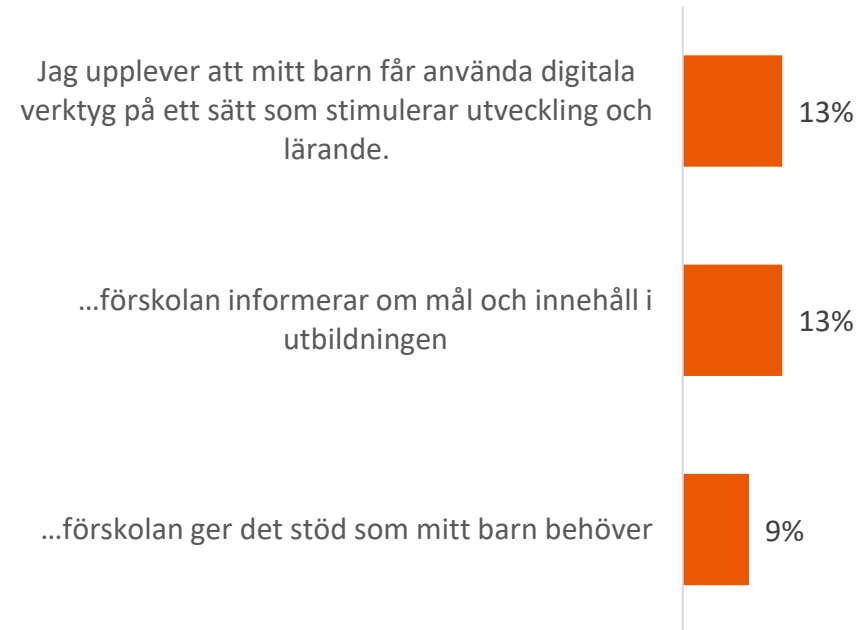 Jag upplever att mitt barn får använda digitala
verktyg på ett sätt som stimulerar utveckling och
lärande.
13%
…förskolan informerar om mål och innehåll i
utbildningen
13%
…förskolan ger det stöd som mitt barn behöver
9%